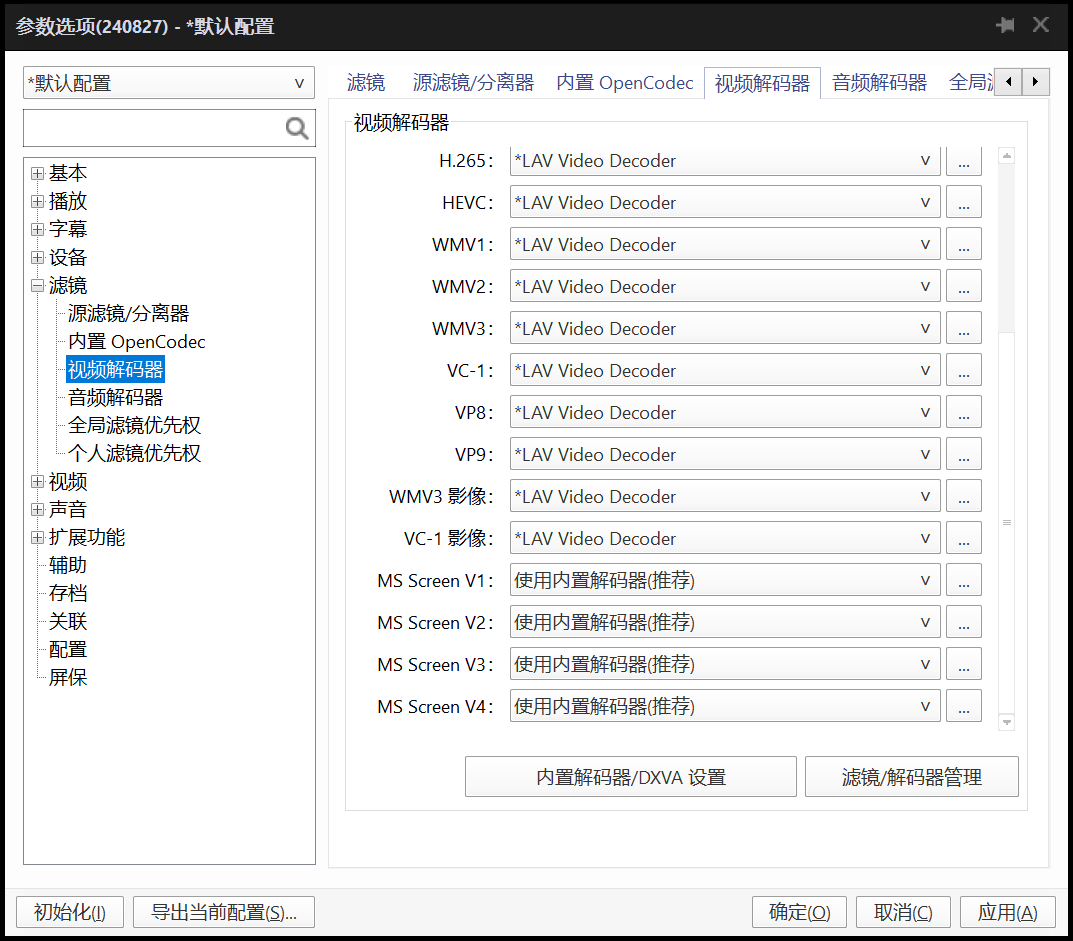 参数选项(240827) - *默认配置
*默认配置
滤镜 源滤镜/分离器 内置 OpenCodec 视频解码器 音频解码器 全局
视频解码器
基本
播放
字幕
设备
滤镜
源滤镜/分离器
内置 OpenCodec
视频解码器
音频解码器
全局滤镜优先权
个人滤镜优先权
视频
声音
扩展功能
辅助
存档
关联
配置
屏保
H.265: *LAV Video Decoder ...
HEVC: *LAV Video Decoder ...
WMV1: *LAV Video Decoder ...
WMV2: *LAV Video Decoder ...
WMV3: *LAV Video Decoder ...
VC-1: *LAV Video Decoder ...
VP8: *LAV Video Decoder ...
VP9: *LAV Video Decoder ...
WMV3 影像: *LAV Video Decoder ...
VC-1 影像: *LAV Video Decoder ...
MS Screen V1: 使用内置解码器(推荐) ...
MS Screen V2: 使用内置解码器(推荐) ...
MS Screen V3: 使用内置解码器(推荐) ...
MS Screen V4: 使用内置解码器(推荐) ...
内置解码器/DXVA 设置 滤镜/解码器管理
初始化(I) 导出当前配置(S)... 确定(O) 取消(C) 应用(A)